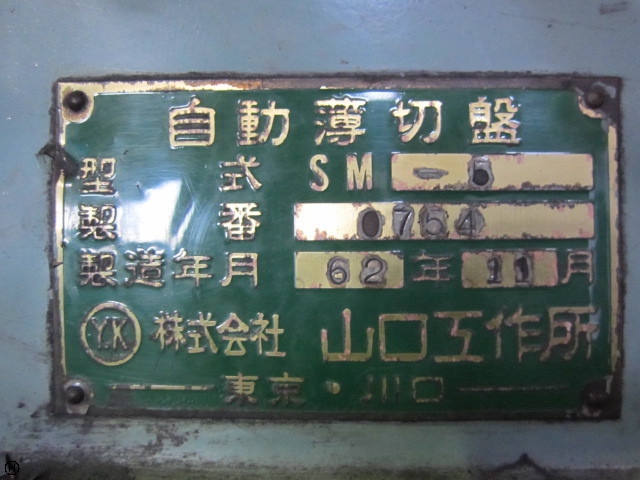 自動薄切盤
型式 SM-5
製番 0764
製造年月 62年11月
YK 株式会社 山口工作所
東京・川口